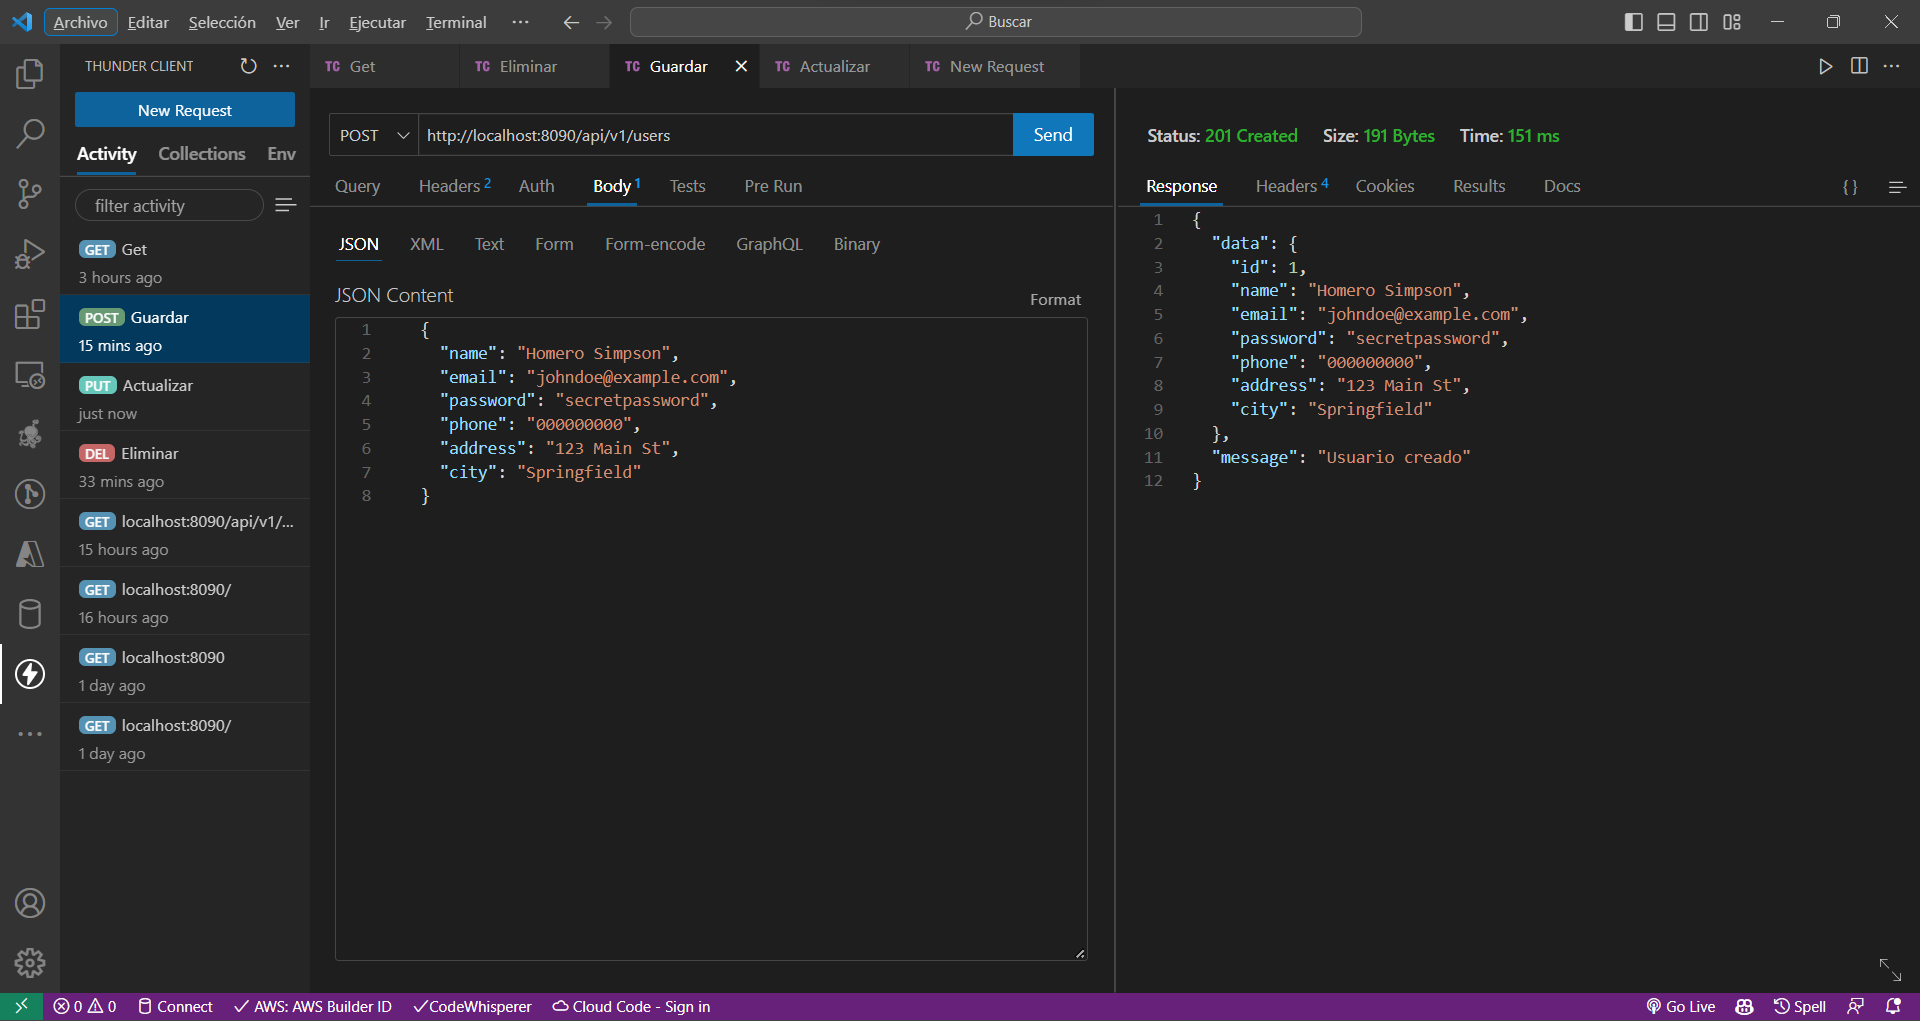 Archivo Editar Selección Ver Ir Ejecutar Terminal ··· Buscar
THUNDER CLIENT ···
New Request
Activity Collections Env
filter activity
GET Get
3 hours ago
POST Guardar
15 mins ago
PUT Actualizar
just now
DEL Eliminar
33 mins ago
GET localhost:8090/api/v1/...
15 hours ago
GET localhost:8090/
16 hours ago
GET localhost:8090
1 day ago
GET localhost:8090/
1 day ago
TC Get TC Eliminar TC Guardar TC Actualizar TC New Request
POST http://localhost:8090/api/v1/users Send
Query Headers 2 Auth Body 1 Tests Pre Run
JSON XML Text Form Form-encode GraphQL Binary
JSON Content Format
1 {
2 "name": "Homero Simpson",
3 "email": "johndoe@example.com",
4 "password": "secretpassword",
5 "phone": "000000000",
6 "address": "123 Main St",
7 "city": "Springfield"
8 }
Status: 201 Created Size: 191 Bytes Time: 151 ms
Response Headers 4 Cookies Results Docs {}
1 {
2 "data": {
3 "id": 1,
4 "name": "Homero Simpson",
5 "email": "johndoe@example.com",
6 "password": "secretpassword",
7 "phone": "000000000",
8 "address": "123 Main St",
9 "city": "Springfield"
10 },
11 "message": "Usuario creado"
12 }
0 0 Connect AWS: AWS Builder ID CodeWhisperer Cloud Code - Sign in Go Live Spell